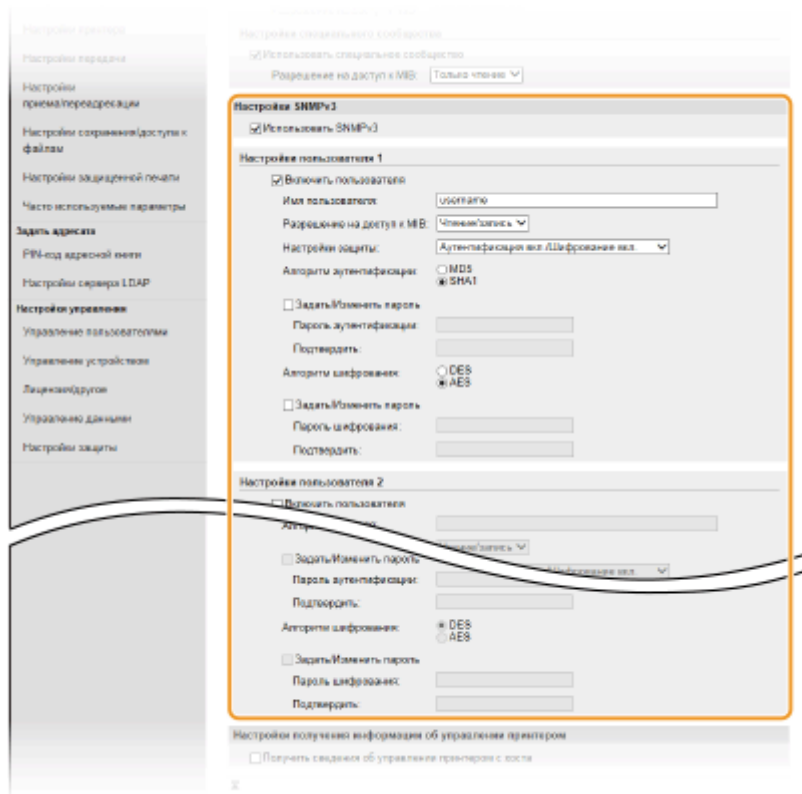 Настройки принтера
Настройки передачи
Настройки
приема/переадресации
Настройки сохранения/доступа к
файлам
Настройки защищенной печати
Часто используемые параметры
Задать адресата
PIN-код адресной книги
Настройки сервера LDAP
Настройки управления
Управление пользователями
Управление устройством
Лицензия/другое
Управление данными
Настройки защиты
Настройки специального сообщества
Использовать специальное сообщество
Разрешение на доступ к MIB: Только чтение
Настройки SNMPv3
Использовать SNMPv3
Настройки пользователя 1
Включить пользователя
Имя пользователя: username
Разрешение на доступ к MIB: Чтение/запись
Настройки защиты: Аутентификация вкл./Шифрование вкл.
Алгоритм аутентификации: MD5
SHA1
Задать/Изменить пароль
Пароль аутентификации:
Подтвердить:
Алгоритм шифрования: DES
AES
Задать/Изменить пароль
Пароль шифрования:
Подтвердить:
Настройки пользователя 2
Включить пользователя
Чтение/запись
Задать/Изменить пароль /Шифрование вкл.
Пароль аутентификации:
Подтвердить:
Алгоритм шифрования: DES
AES
Задать/Изменить пароль
Пароль шифрования:
Подтвердить:
Настройки получения информации об управлении принтером
Получить сведения об управлении принтером с хоста